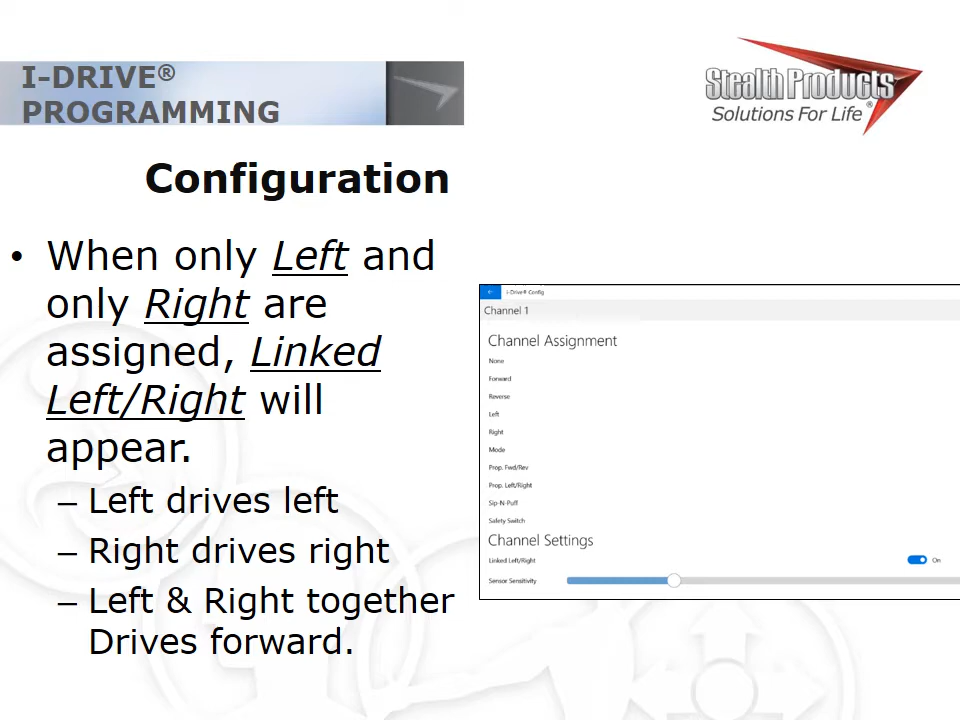 I-DRIVE®
PROGRAMMING
Stealth Products®
Solutions For Life
Configuration
• When only Left and
only Right are
assigned, Linked
Left/Right will
appear.
– Left drives left
– Right drives right
– Left & Right together
Drives forward.
← i-Drive® Config
Channel 1
Channel Assignment
None
Forward
Reverse
Left
Right
Mode
Prop. Fwd/Rev
Prop. Left/Right
Sip-N-Puff
Safety Switch
Channel Settings
Linked Left/Right On
Sensor Sensitivity